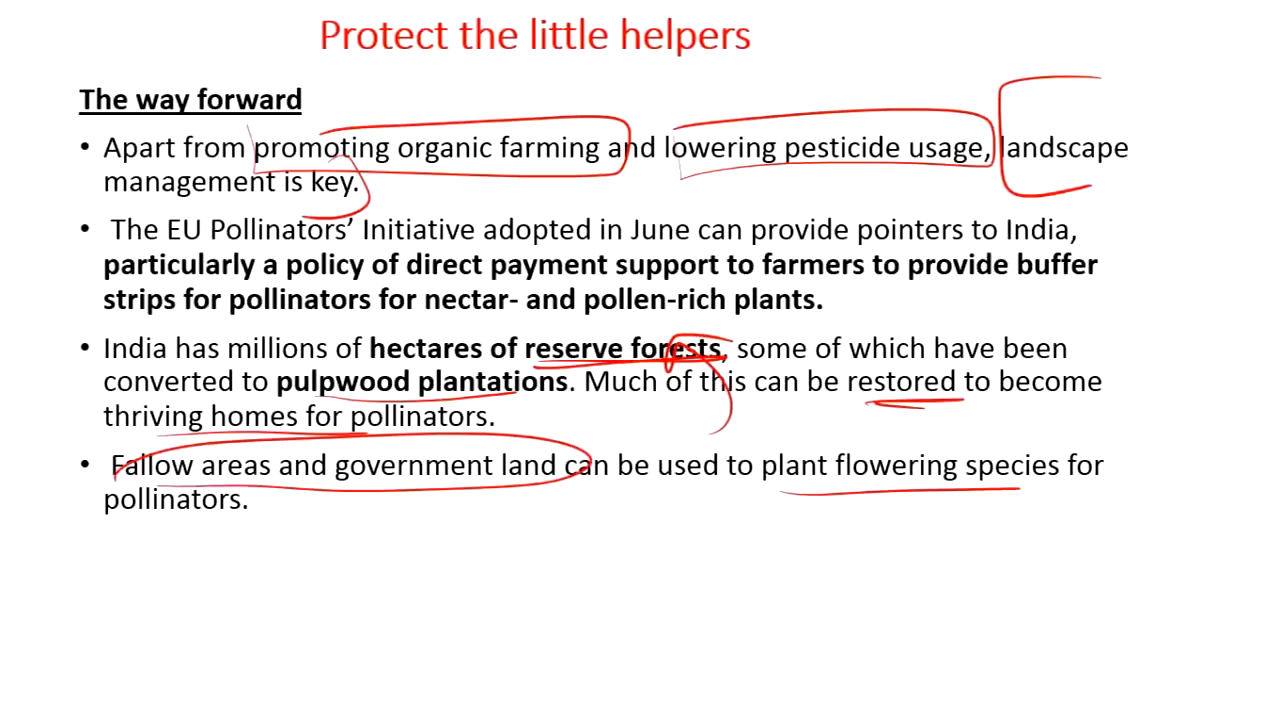 Protect the little helpers
The way forward
• Apart from promoting organic farming and lowering pesticide usage, landscape
management is key.
• The EU Pollinators’ Initiative adopted in June can provide pointers to India,
particularly a policy of direct payment support to farmers to provide buffer
strips for pollinators for nectar- and pollen-rich plants.
• India has millions of hectares of reserve forests, some of which have been
converted to pulpwood plantations. Much of this can be restored to become
thriving homes for pollinators.
• Fallow areas and government land can be used to plant flowering species for
pollinators.